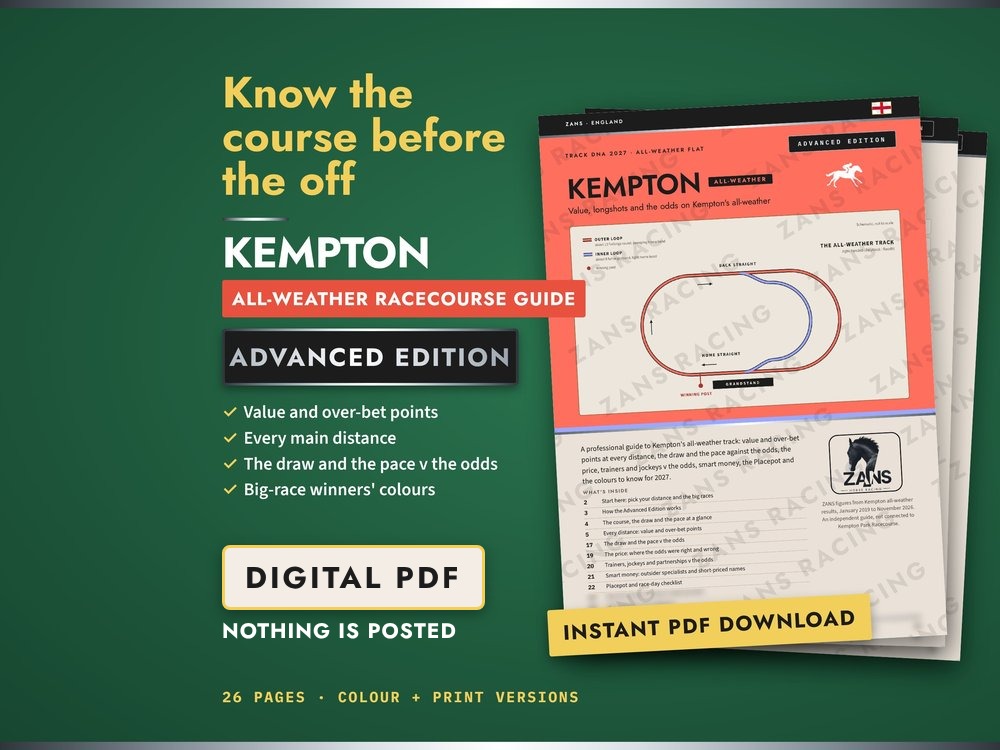 Know the
course before
the off
KEMPTON
ALL-WEATHER RACECOURSE GUIDE
ADVANCED EDITION
Value and over-bet points
Every main distance
The draw and the pace v the odds
Big-race winners' colours
DIGITAL PDF
NOTHING IS POSTED
26 PAGES · COLOUR + PRINT VERSIONS
ZANS · ENGLAND
TRACK DNA 2027 · ALL-WEATHER FLAT
ADVANCED EDITION
KEMPTON ALL-WEATHER
Value, longshots and the odds on Kempton's all-weather
Schematic, not to scale
OUTER LOOP
INNER LOOP
Winning post
THE ALL-WEATHER TRACK
BACK STRAIGHT
HOME STRAIGHT
GRANDSTAND
WINNING POST
A professional guide to Kempton's all-weather track: value and over-bet
points at every distance, the draw and the pace against the odds, the
price, trainers and jockeys v the odds, smart money, the Placepot and
the colours to know for 2027.
WHAT'S INSIDE
2 Start here: pick your distance and the big races
3 How the Advanced Edition works
4 The course, the draw and the pace at a glance
5 Every distance: value and over-bet points
17 The draw and the pace v the odds
19 The price: where the odds were right and wrong
20 Trainers, jockeys and partnerships v the odds
21 Smart money: outsider specialists and short-priced names
22 Placepot and race-day checklist
ZANS
HORSE RACING
ZANS figures from Kempton all-weather
results, January 2019 to November 2026.
An independent guide, not connected to
Kempton Park Racecourse.
INSTANT PDF DOWNLOAD
ZANS RACING